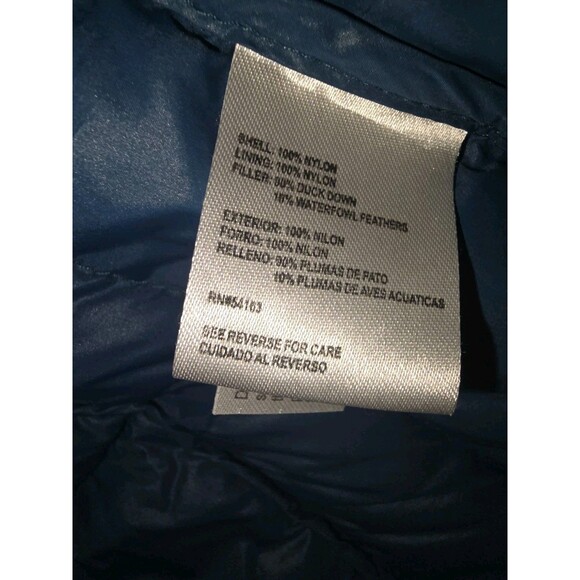 SHELL: 100% NYLON
LINING: 100% NYLON
FILLER: 90% DUCK DOWN
10% WATERFOWL FEATHERS
EXTERIOR: 100% NILON
FORRO: 100% NILON
RELLENO: 90% PLUMAS DE PATO
10% PLUMAS DE AVES ACUATICAS
RN#54163
SEE REVERSE FOR CARE
CUIDADO AL REVERSO